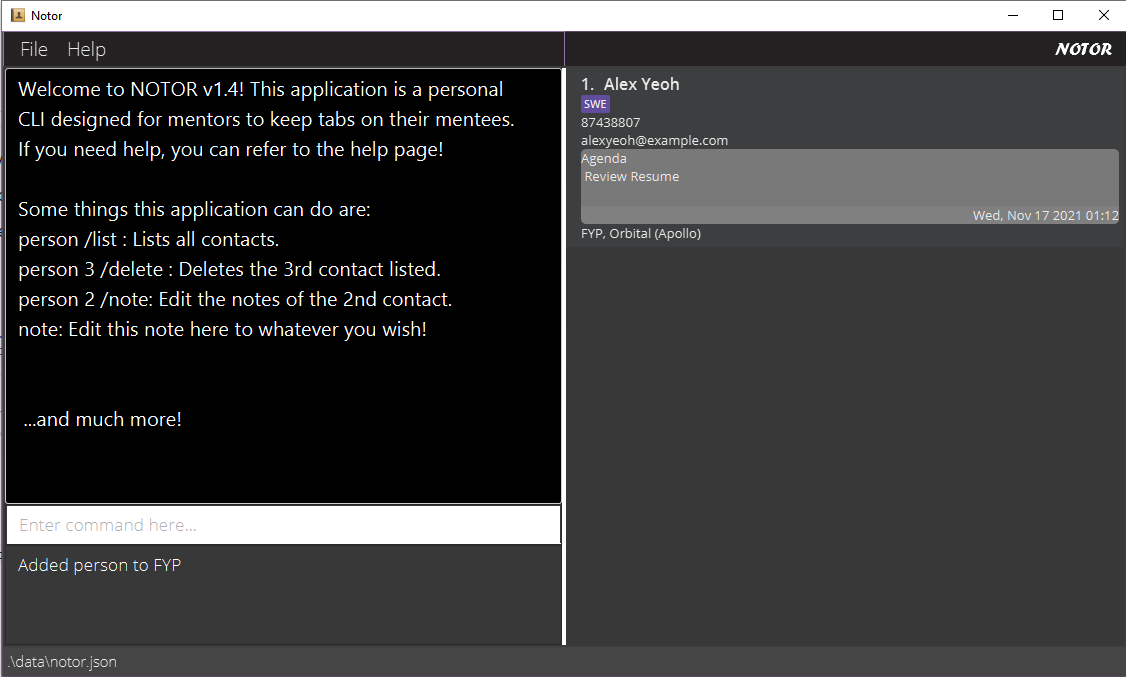 Notor
File Help
NOTOR
Welcome to NOTOR v1.4! This application is a personal
CLI designed for mentors to keep tabs on their mentees.
If you need help, you can refer to the help page!
Some things this application can do are:
person /list : Lists all contacts.
person 3 /delete : Deletes the 3rd contact listed.
person 2 /note: Edit the notes of the 2nd contact.
note: Edit this note here to whatever you wish!
...and much more!
Enter command here...
Added person to FYP
1. Alex Yeoh
SWE
87438807
alexyeoh@example.com
Agenda
Review Resume
Wed, Nov 17 2021 01:12
FYP, Orbital (Apollo)
.\data\notor.json